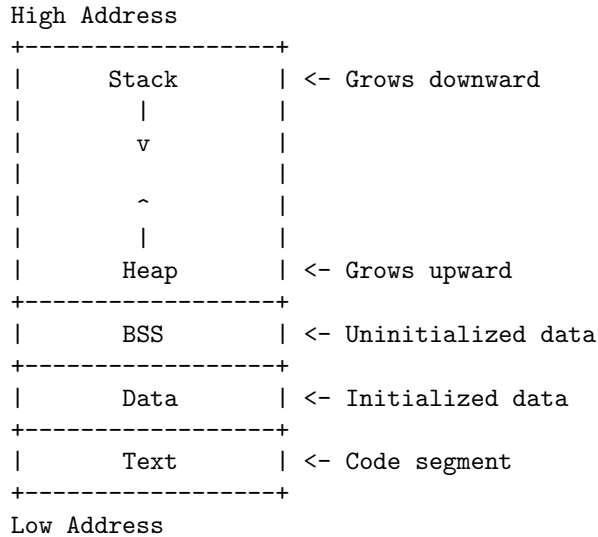 High Address
+------------------+
|      Stack       | <- Grows downward
|        |         |
|        v         |
|                  |
|        ^         |
|        |         |
|       Heap       | <- Grows upward
+------------------+
|       BSS        | <- Uninitialized data
+------------------+
|       Data       | <- Initialized data
+------------------+
|       Text       | <- Code segment
+------------------+
Low Address